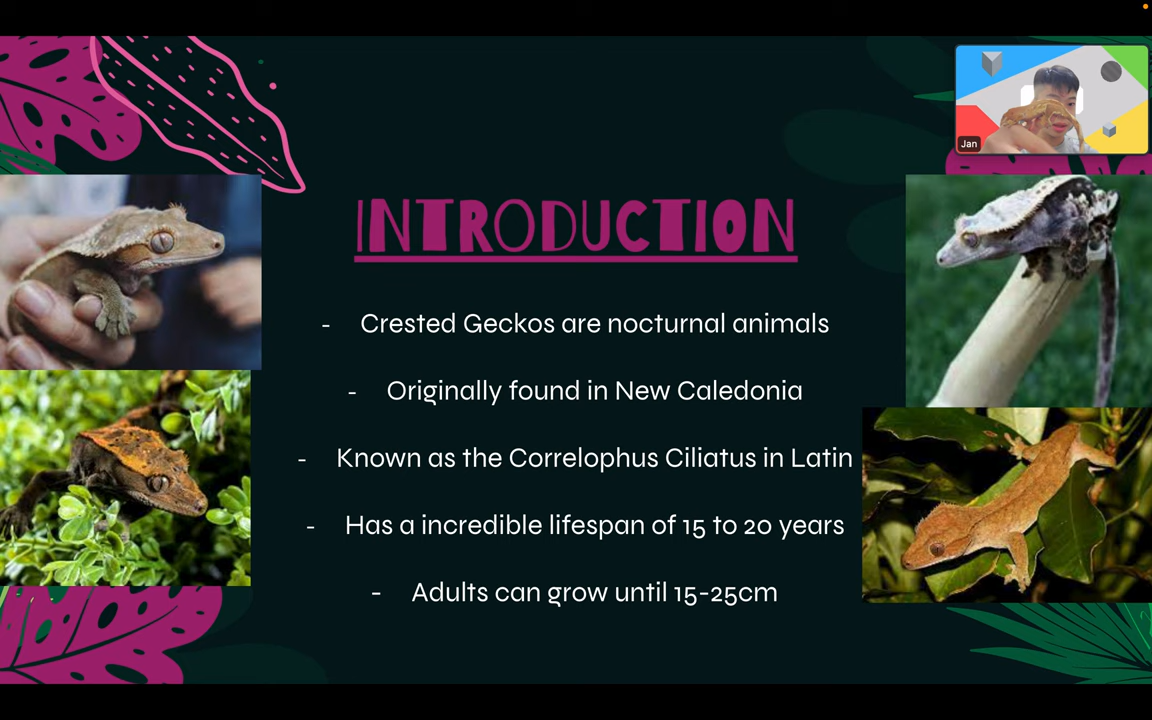 Jan
INTRODUCTION
- Crested Geckos are nocturnal animals
- Originally found in New Caledonia
- Known as the Correlophus Ciliatus in Latin
- Has a incredible lifespan of 15 to 20 years
- Adults can grow until 15-25cm